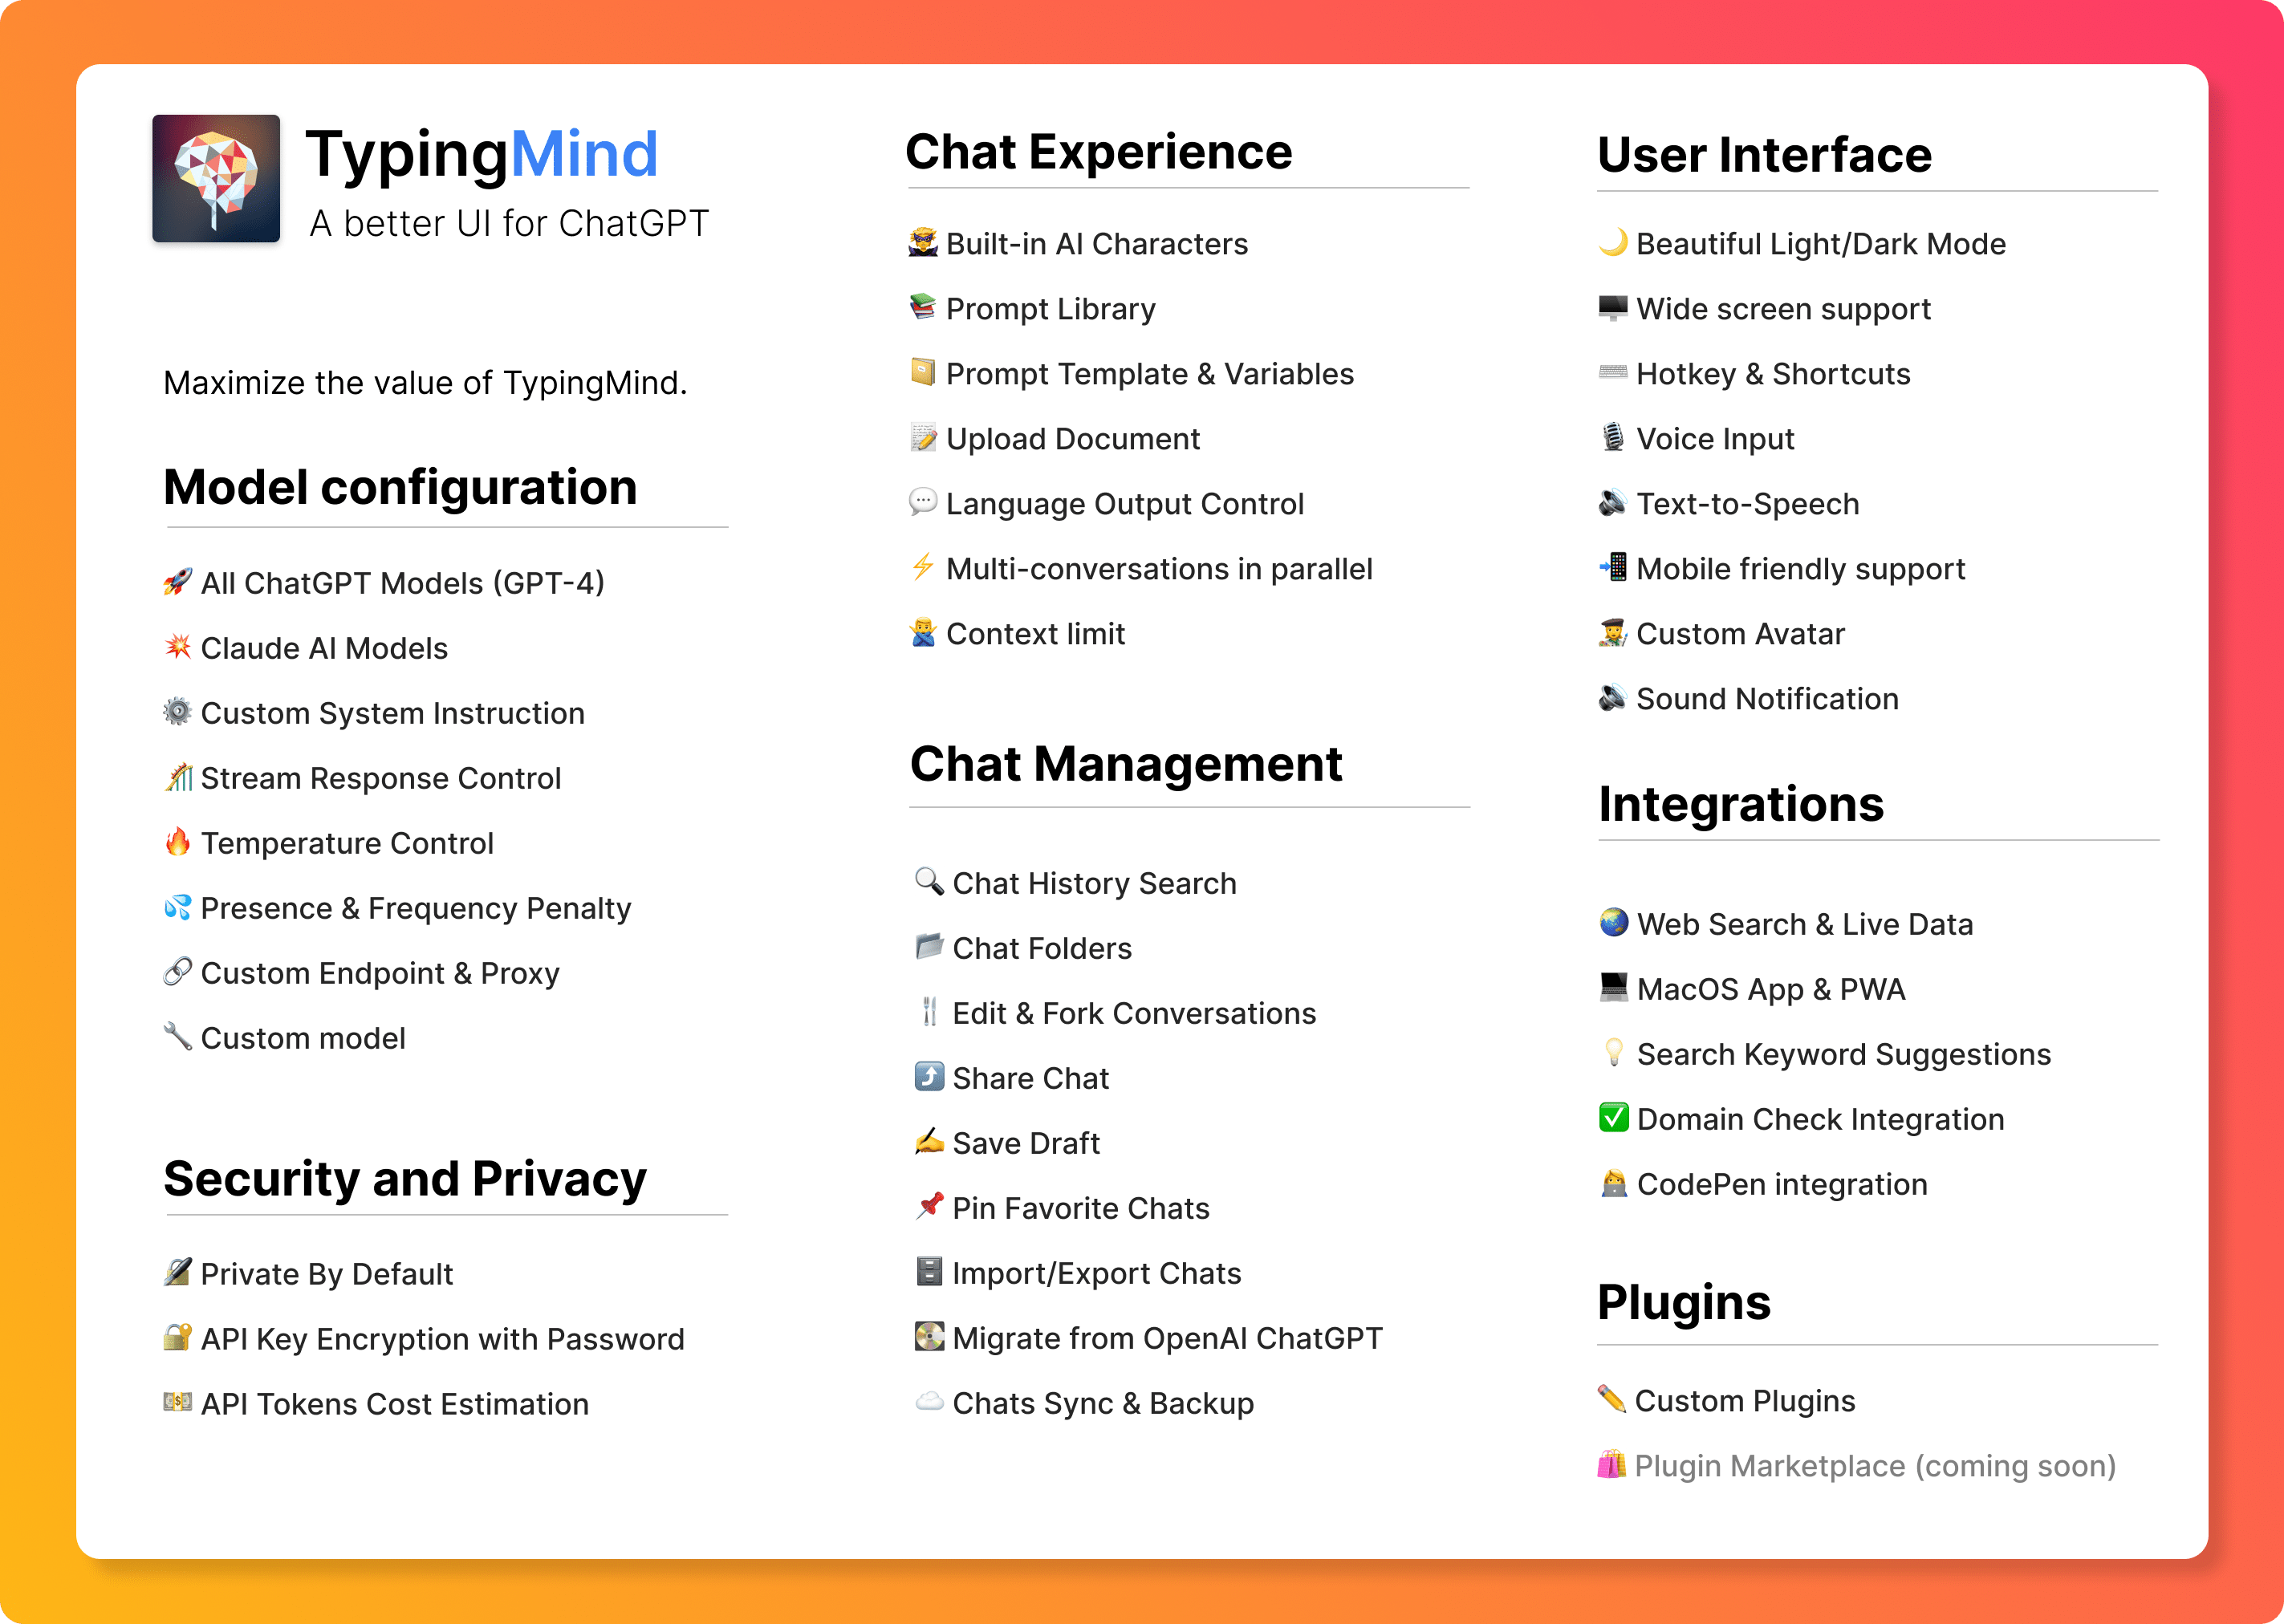 TypingMind
A better UI for ChatGPT
Maximize the value of TypingMind.
Model configuration
All ChatGPT Models (GPT-4)
Claude AI Models
Custom System Instruction
Stream Response Control
Temperature Control
Presence & Frequency Penalty
Custom Endpoint & Proxy
Custom model
Security and Privacy
Private By Default
API Key Encryption with Password
API Tokens Cost Estimation
Chat Experience
Built-in AI Characters
Prompt Library
Prompt Template & Variables
Upload Document
Language Output Control
Multi-conversations in parallel
Context limit
Chat Management
Chat History Search
Chat Folders
Edit & Fork Conversations
Share Chat
Save Draft
Pin Favorite Chats
Import/Export Chats
Migrate from OpenAI ChatGPT
Chats Sync & Backup
User Interface
Beautiful Light/Dark Mode
Wide screen support
Hotkey & Shortcuts
Voice Input
Text-to-Speech
Mobile friendly support
Custom Avatar
Sound Notification
Integrations
Web Search & Live Data
MacOS App & PWA
Search Keyword Suggestions
Domain Check Integration
CodePen integration
Plugins
Custom Plugins
Plugin Marketplace (coming soon)